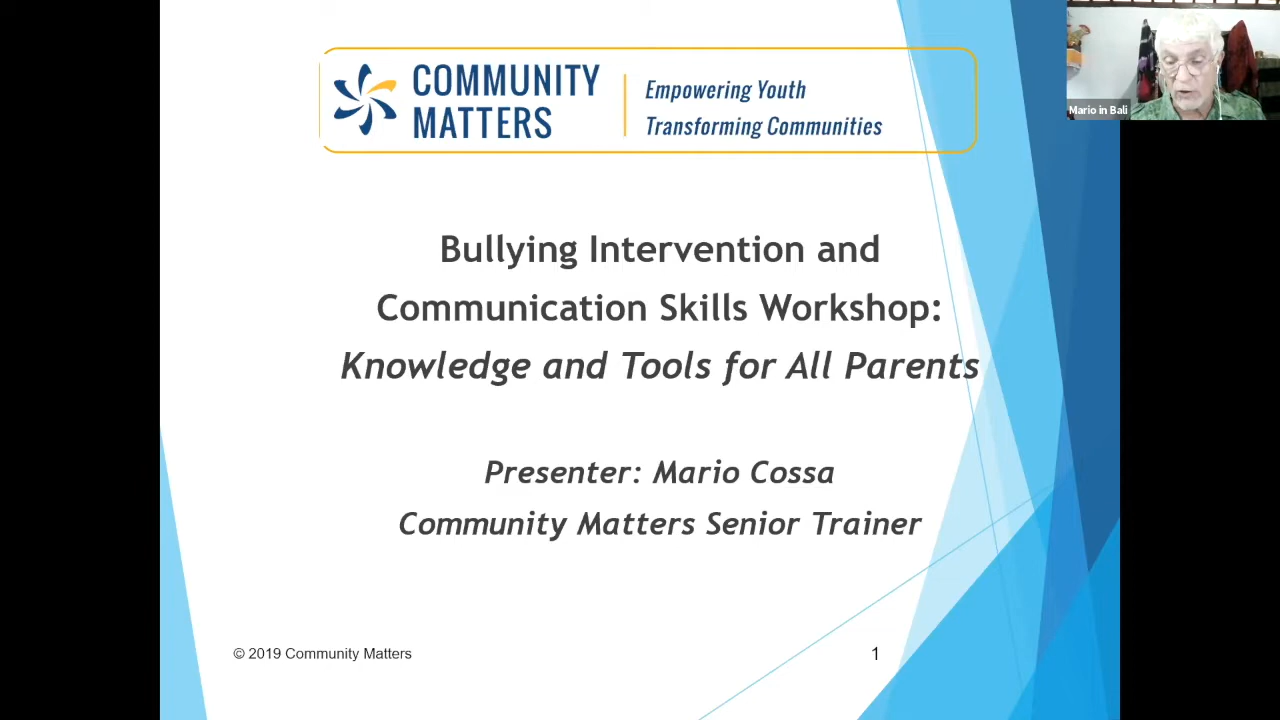 COMMUNITY
MATTERS
Empowering Youth
Transforming Communities
Mario in Bali
Bullying Intervention and
Communication Skills Workshop:
Knowledge and Tools for All Parents
Presenter: Mario Cossa
Community Matters Senior Trainer
© 2019 Community Matters
1